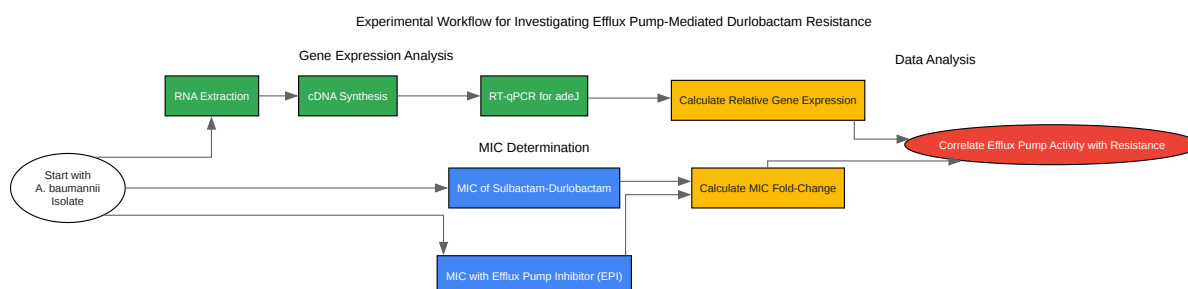 Experimental Workflow for Investigating Efflux Pump-Mediated Durlobactam Resistance
Gene Expression Analysis
Data Analysis
RNA Extraction
cDNA Synthesis
RT-qPCR for adeJ
Calculate Relative Gene Expression
Correlate Efflux Pump Activity with Resistance
MIC Determination
Start with
A. baumannii
Isolate
MIC of Sulbactam-Durlobactam
Calculate MIC Fold-Change
MIC with Efflux Pump Inhibitor (EPI)